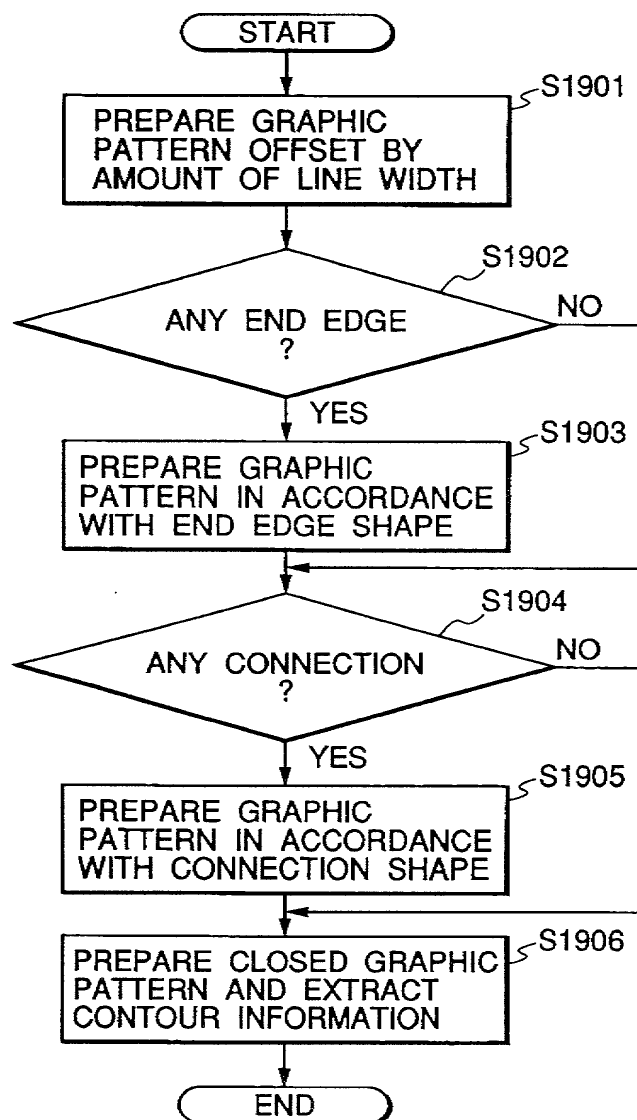 START
S1901
PREPARE GRAPHIC
PATTERN OFFSET BY
AMOUNT OF LINE WIDTH
S1902
ANY END EDGE
?
NO
YES
S1903
PREPARE GRAPHIC
PATTERN IN ACCORDANCE
WITH END EDGE SHAPE
S1904
ANY CONNECTION
?
NO
YES
S1905
PREPARE GRAPHIC
PATTERN IN ACCORDANCE
WITH CONNECTION SHAPE
S1906
PREPARE CLOSED GRAPHIC
PATTERN AND EXTRACT
CONTOUR INFORMATION
END